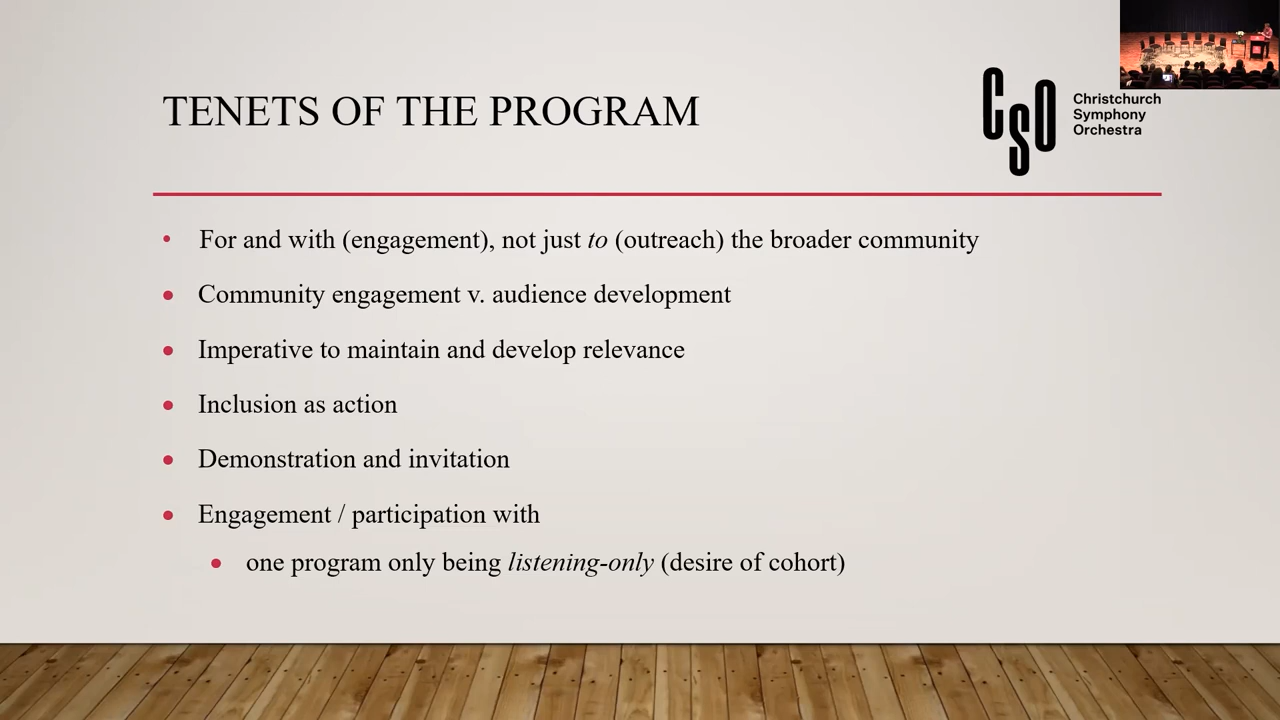 TENETS OF THE PROGRAM
CSO
Christchurch
Symphony
Orchestra
• For and with (engagement), not just to (outreach) the broader community
• Community engagement v. audience development
• Imperative to maintain and develop relevance
• Inclusion as action
• Demonstration and invitation
• Engagement / participation with
• one program only being listening-only (desire of cohort)